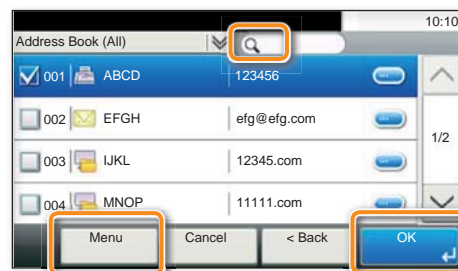 10:10
Address Book (All)
001 ABCD 123456
002 EFGH efg@efg.com
003 IJKL 12345.com
1/2
004 MNOP 11111.com
Menu Cancel < Back OK